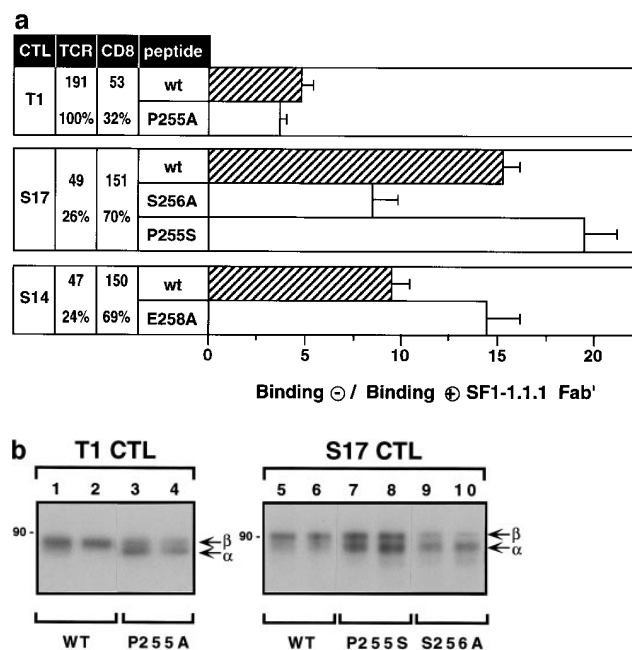 a
CTL TCR CD8 peptide
T1 191 53 wt
100% 32% P255A
S17 49 151 wt
26% 70% S256A
P255S
S14 47 150 wt
24% 69% E258A
0 5 10 15 20
Binding ⊖ / Binding ⊕ SF1-1.1.1 Fab'
b
T1 CTL S17 CTL
1 2 3 4 5 6 7 8 9 10
90 - β 90 - β
α α
WT P255A WT P255S S256A